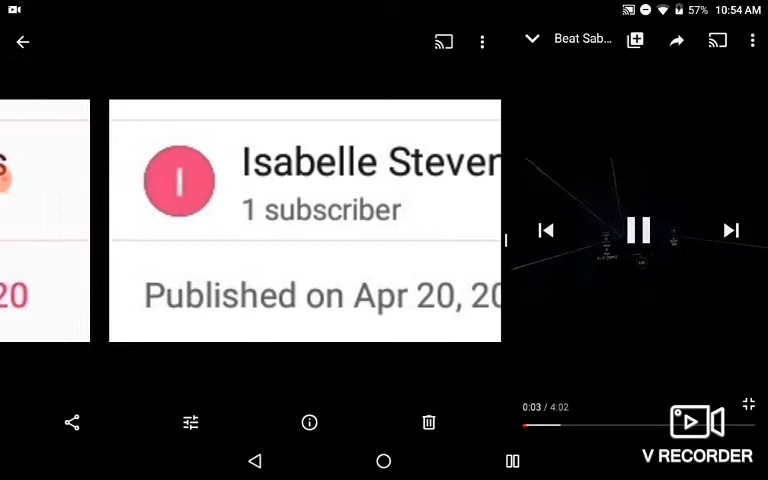 57% 10:54 AM
Beat Sab...
s
I Isabelle Steven
1 subscriber
20
Published on Apr 20, 20
0:03 / 4:02
V RECORDER